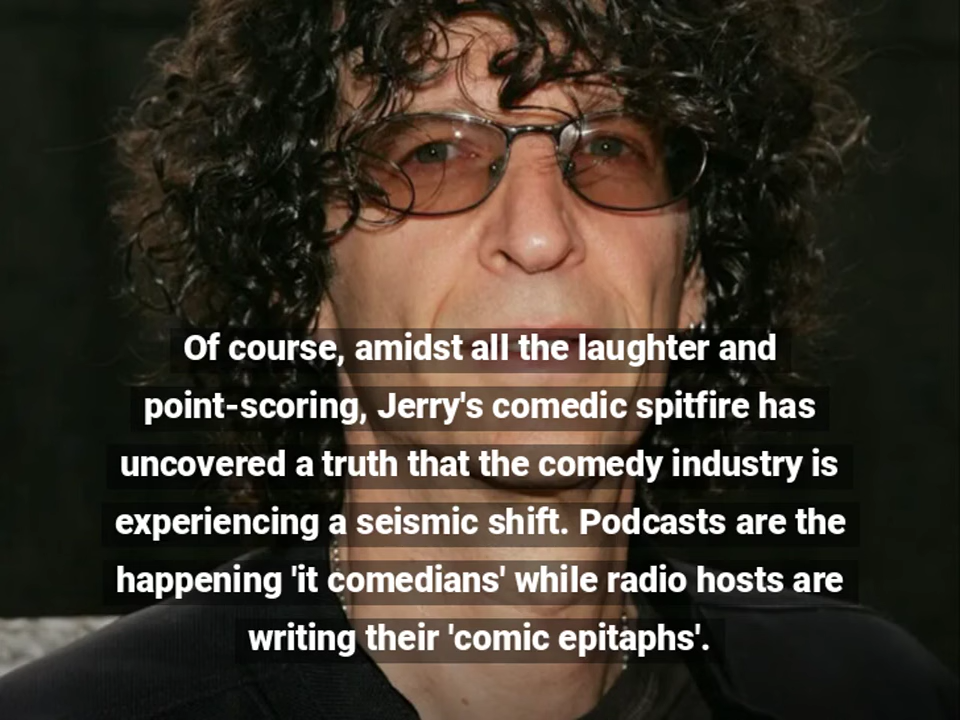 Of course, amidst all the laughter and
point-scoring, Jerry's comedic spitfire has
uncovered a truth that the comedy industry is
experiencing a seismic shift. Podcasts are the
happening 'it comedians' while radio hosts are
writing their 'comic epitaphs'.